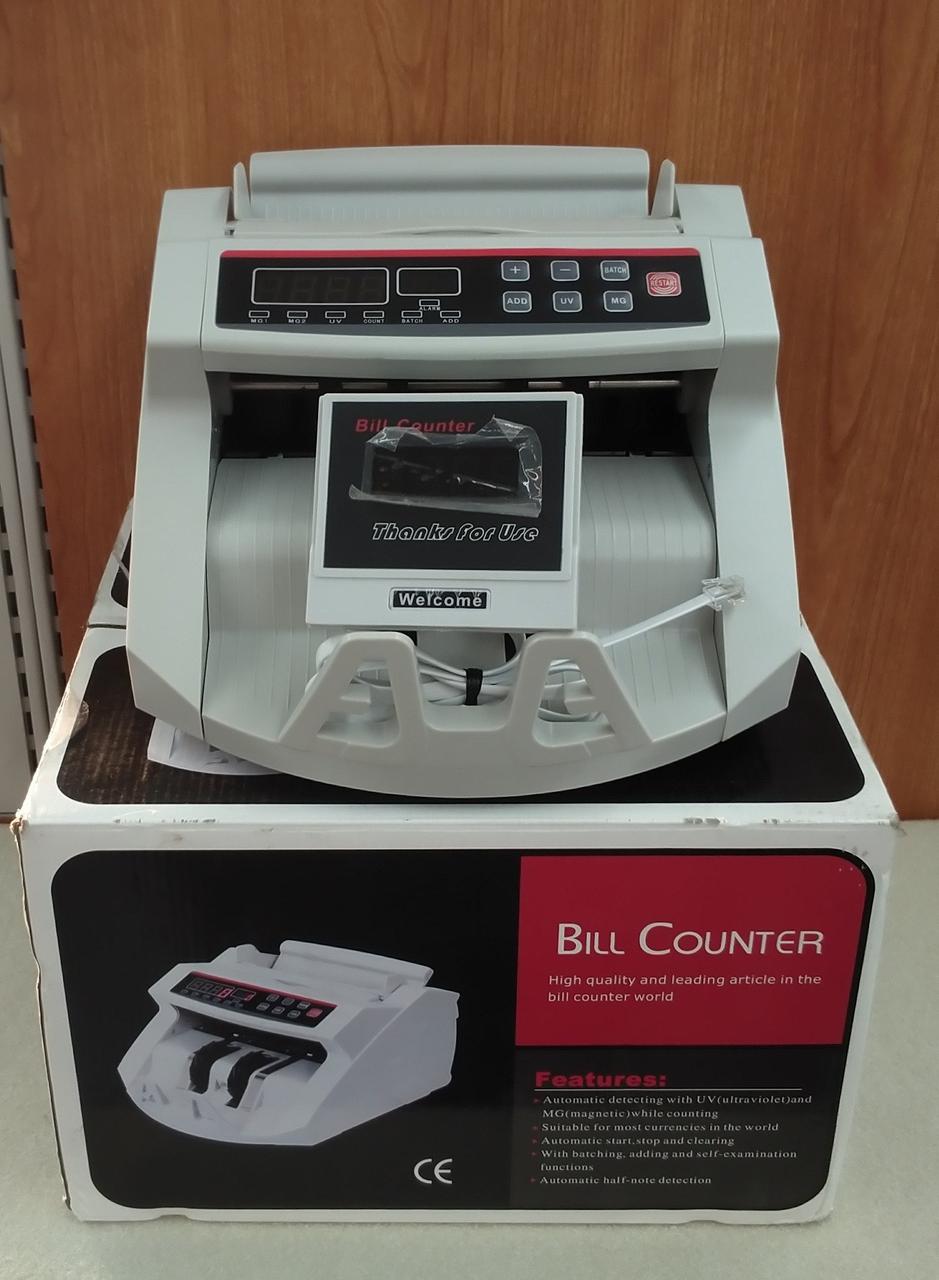 + − BATCH
RESTART
ADD UV MG
ALARM
MG1 MG2 UV COUNT BATCH ADD
Bill Counter
Thanks For Use
Welcome
BILL COUNTER
High quality and leading article in the
bill counter world
Features:
Automatic detecting with UV(ultraviolet)and
MG(magnetic)while counting
Suitable for most currencies in the world
Automatic start,stop and clearing
With batching, adding and self-examination
functions
Automatic half-note detection
CE